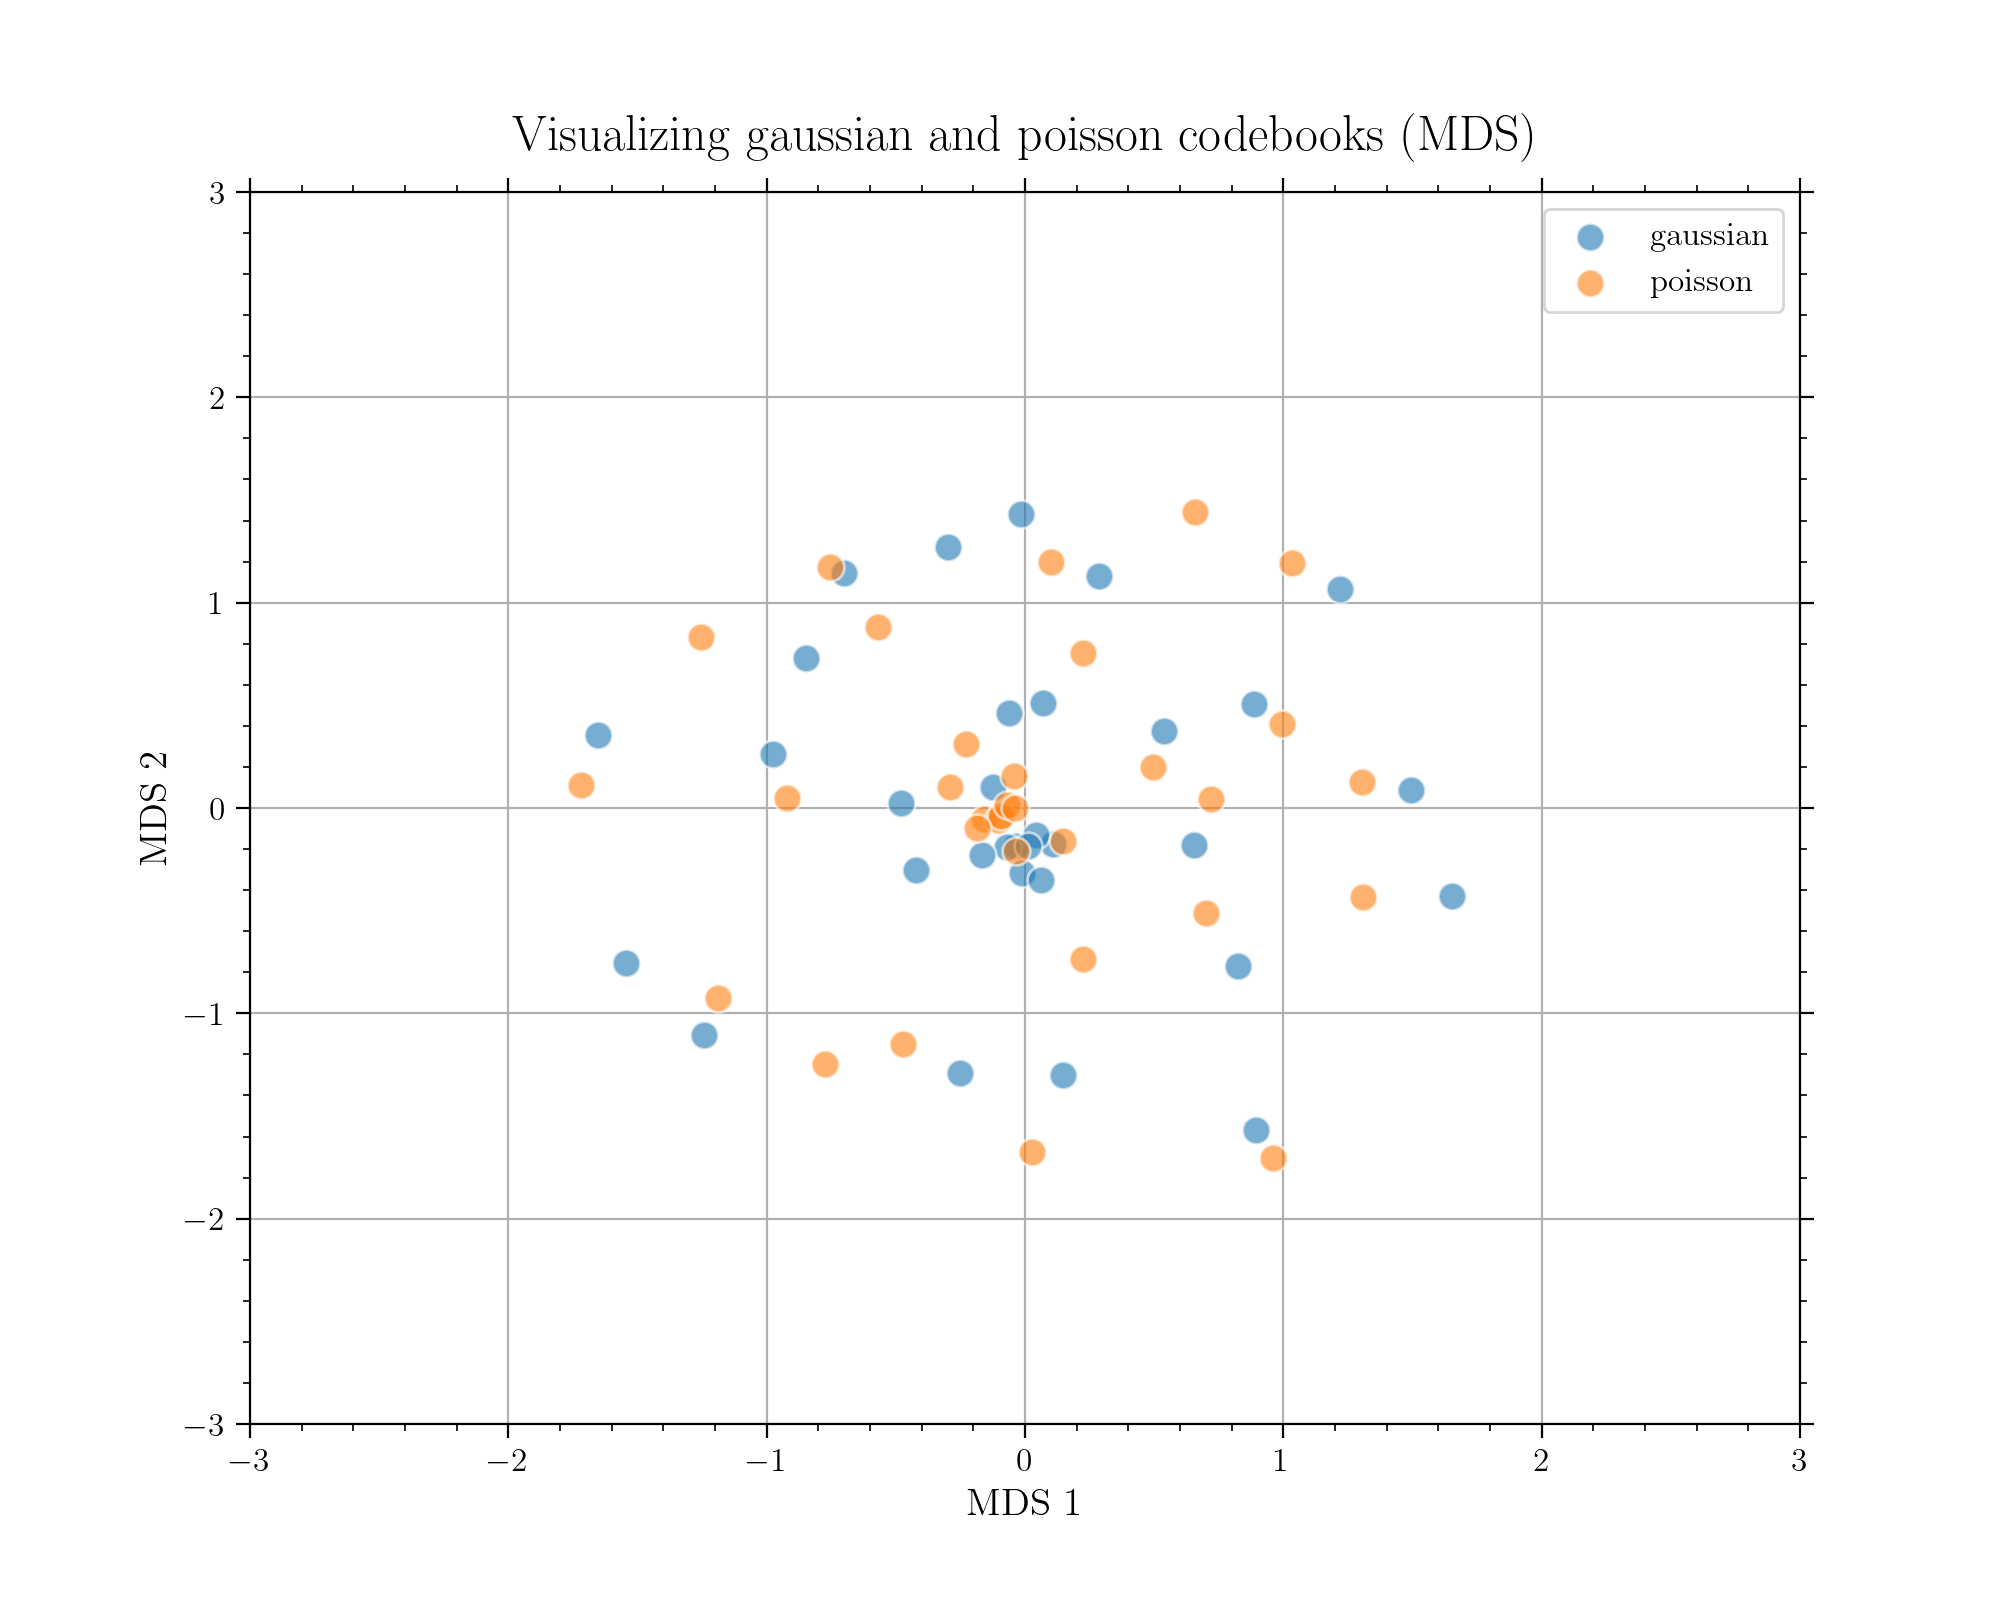 Visualizing gaussian and poisson codebooks (MDS)
gaussian
poisson
3
2
1
0
−1
−2
−3
MDS 2
−3 −2 −1 0 1 2 3
MDS 1